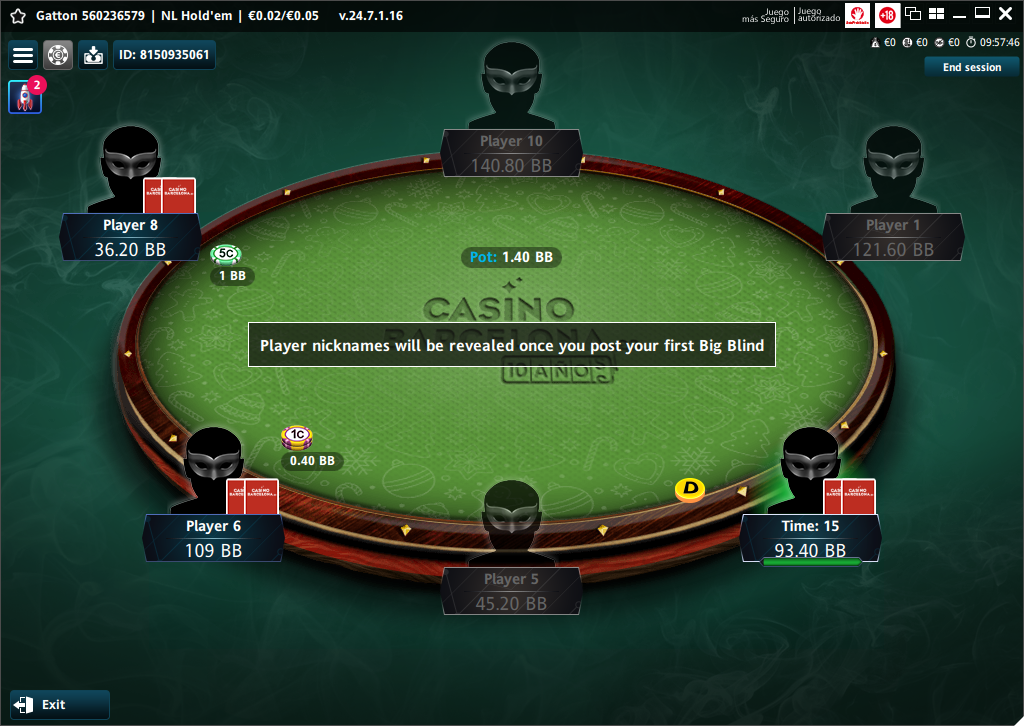 Gatton 560236579 | NL Hold'em | €0.02/€0.05 v.24.7.1.16
Juego más Seguro | Juego autorizado
+18
€0 €0 €0 09:57:46
ID: 8150935061
End session
2
Player 10
140.80 BB
Player 8
36.20 BB
Player 1
121.60 BB
5C
1 BB
Pot: 1.40 BB
CASINO
BARCELONA
Player nicknames will be revealed once you post your first Big Blind
10 AÑOS
1C
0.40 BB
D
Player 6
109 BB
Time: 15
93.40 BB
Player 5
45.20 BB
Exit